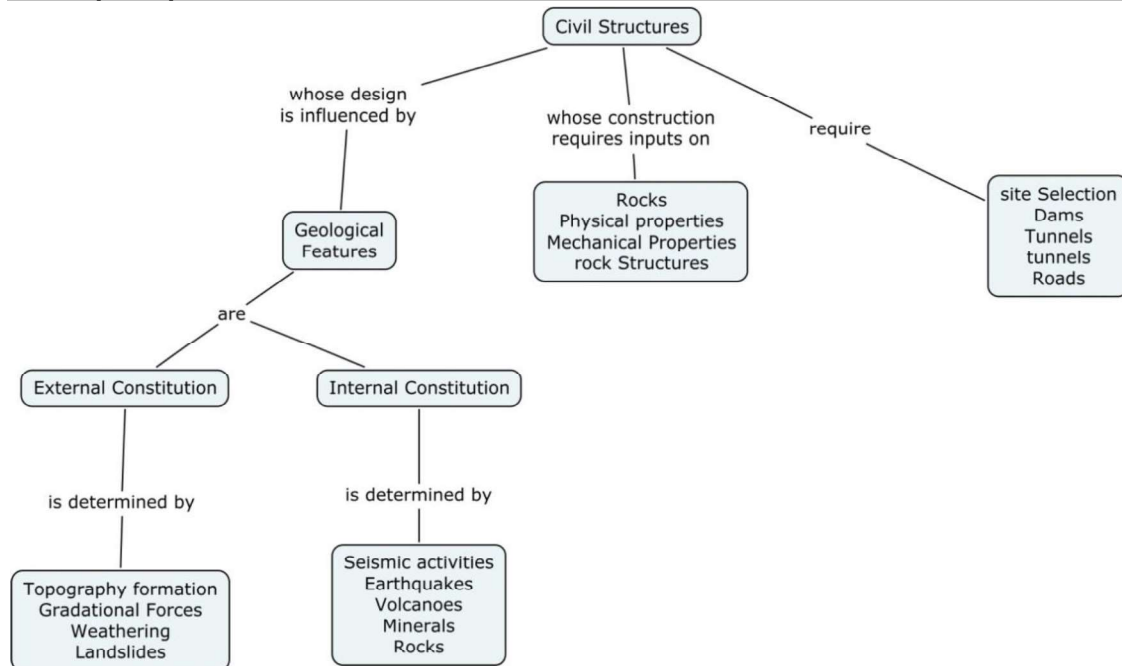 Civil Structures
whose design
is influenced by
whose construction
requires inputs on
require
Geological
Features
Rocks
Physical properties
Mechanical Properties
rock Structures
site Selection
Dams
Tunnels
tunnels
Roads
are
External Constitution
Internal Constitution
is determined by
is determined by
Topography formation
Gradational Forces
Weathering
Landslides
Seismic activities
Earthquakes
Volcanoes
Minerals
Rocks